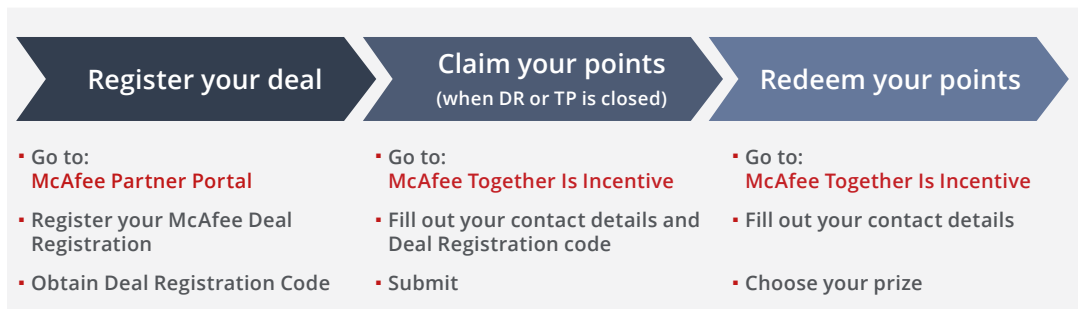 Register your deal
Claim your points
(when DR or TP is closed)
Redeem your points
▪ Go to:
McAfee Partner Portal
▪ Register your McAfee Deal
Registration
▪ Obtain Deal Registration Code
▪ Go to:
McAfee Together Is Incentive
▪ Fill out your contact details and
Deal Registration code
▪ Submit
▪ Go to:
McAfee Together Is Incentive
▪ Fill out your contact details
▪ Choose your prize